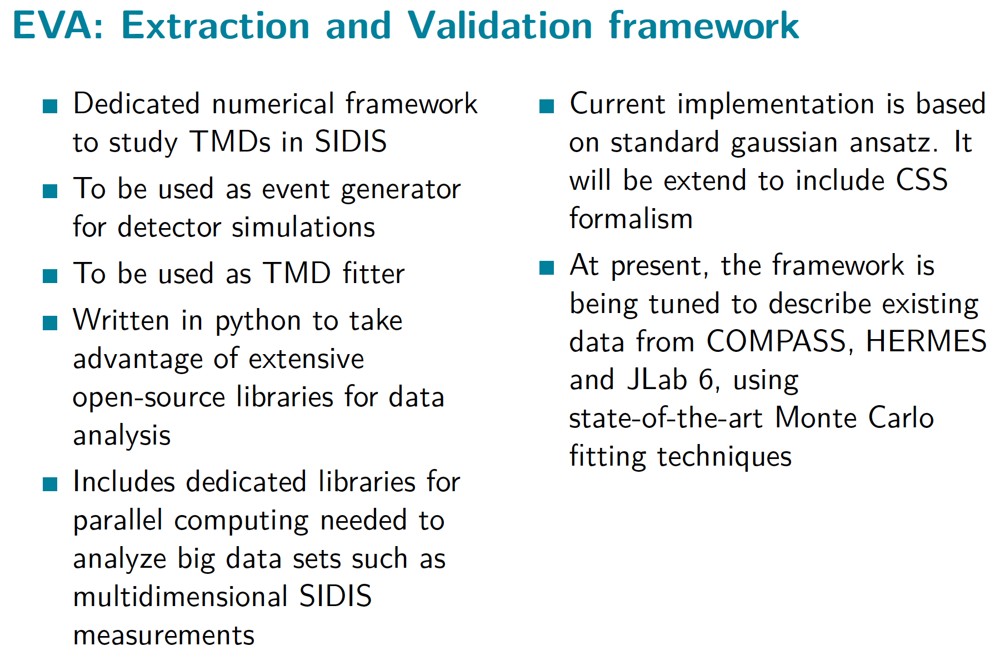 EVA: Extraction and Validation framework
Dedicated numerical framework
to study TMDs in SIDIS
To be used as event generator
for detector simulations
To be used as TMD fitter
Written in python to take
advantage of extensive
open-source libraries for data
analysis
Includes dedicated libraries for
parallel computing needed to
analyze big data sets such as
multidimensional SIDIS
measurements
Current implementation is based
on standard gaussian ansatz. It
will be extend to include CSS
formalism
At present, the framework is
being tuned to describe existing
data from COMPASS, HERMES
and JLab 6, using
state-of-the-art Monte Carlo
fitting techniques